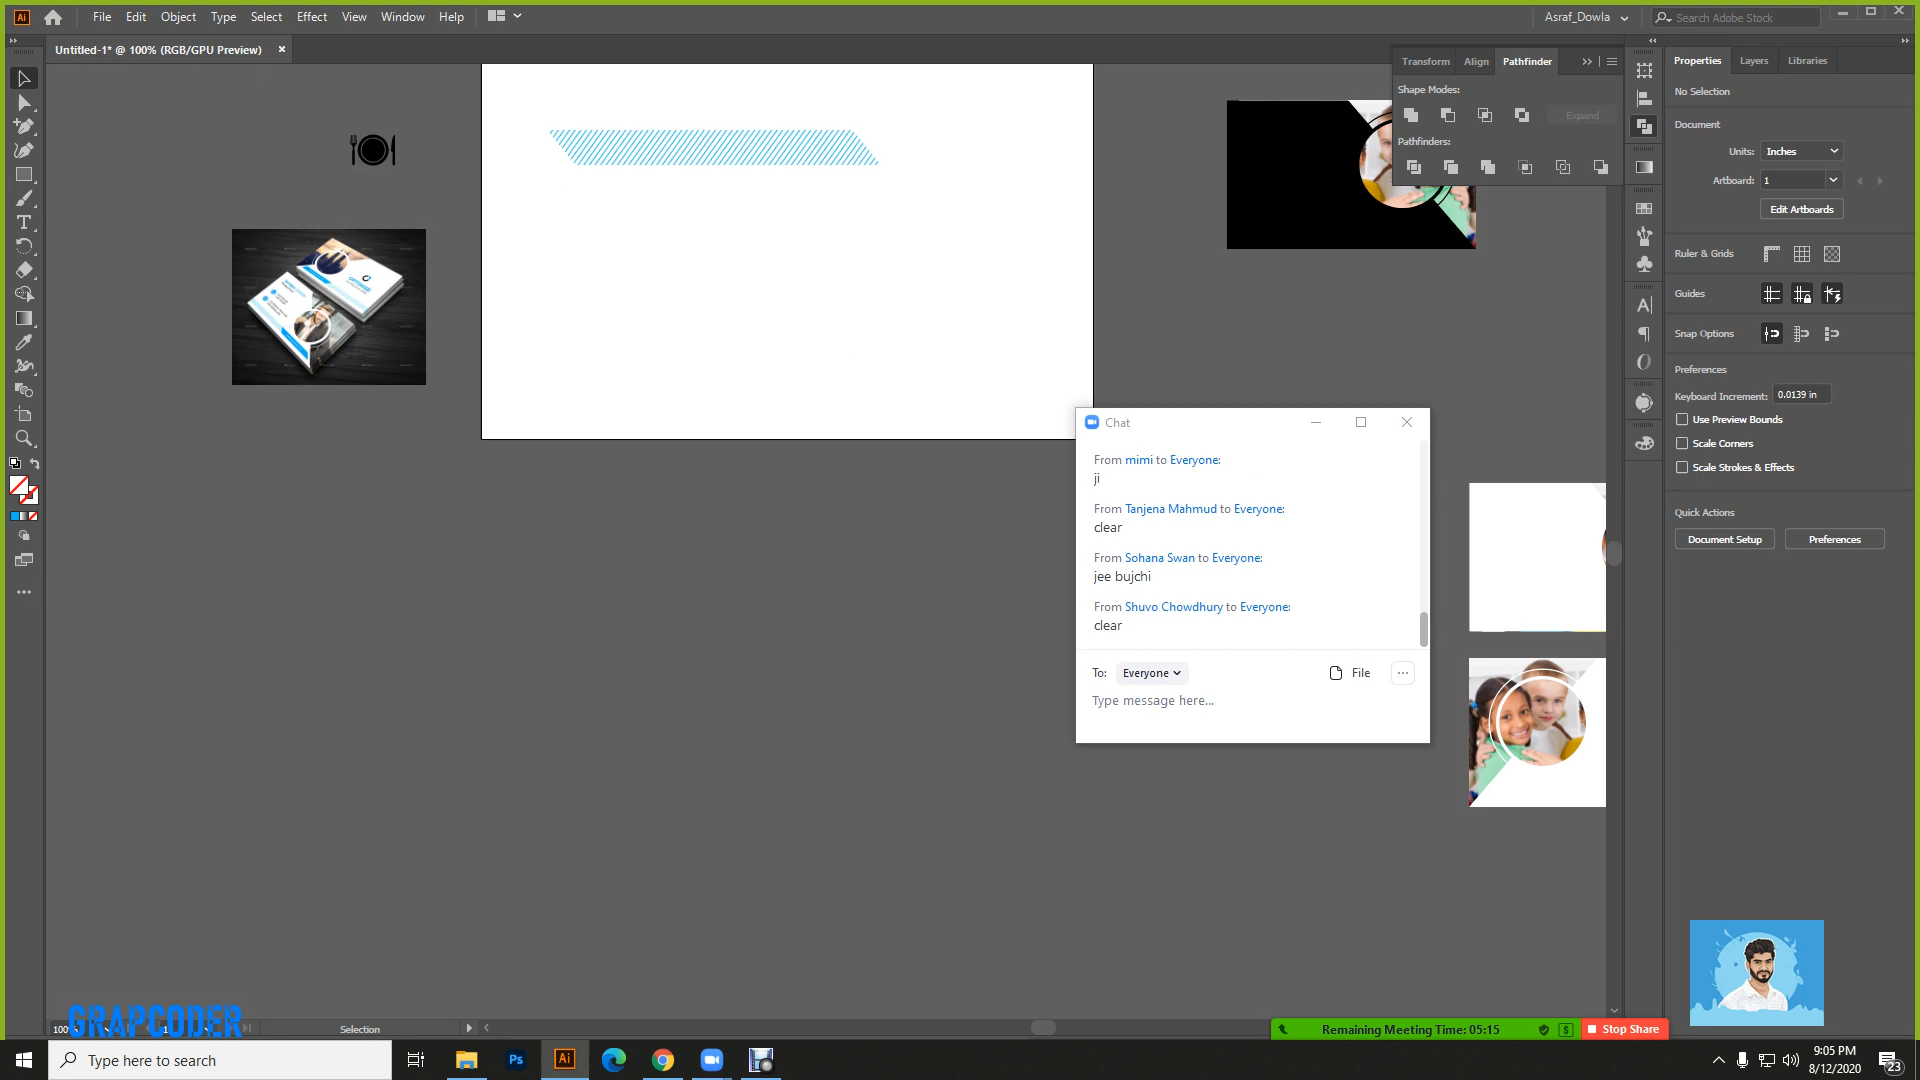 Ai
File Edit Object Type Select Effect View Window Help
Asraf_Dowla
Search Adobe Stock
Untitled-1* @ 100% (RGB/GPU Preview)
Transform Align Pathfinder
Shape Modes:
Expand
Pathfinders:
Properties Layers Libraries
No Selection
Document
Units: Inches
Artboard: 1
Edit Artboards
Ruler & Grids
Guides
Snap Options
Preferences
Keyboard Increment: 0.0139 in
Use Preview Bounds
Scale Corners
Scale Strokes & Effects
Quick Actions
Document Setup Preferences
Chat
From mimi to Everyone:
ji
From Tanjena Mahmud to Everyone:
clear
From Sohana Swan to Everyone:
jee bujchi
From Shuvo Chowdhury to Everyone:
clear
To: Everyone File
Type message here...
GRAPCODER
Selection
Remaining Meeting Time: 05:15
Stop Share
Type here to search
Ps
Ai
9:05 PM
8/12/2020
23